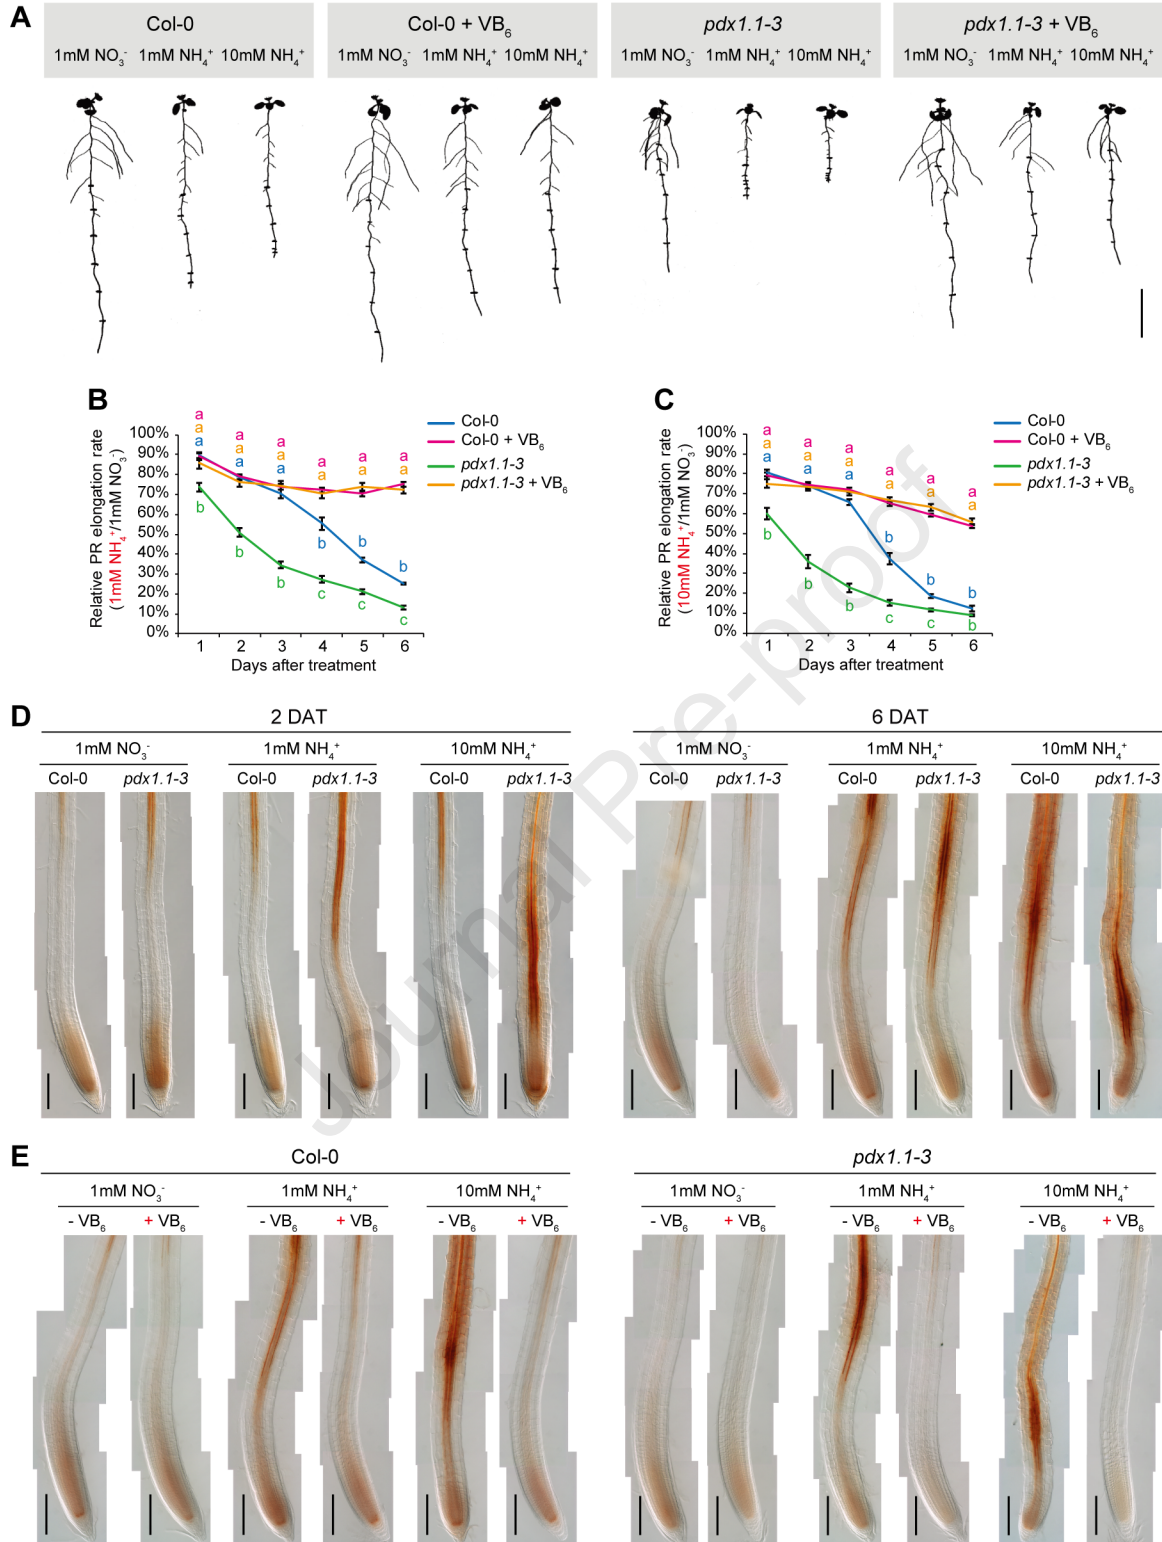 A
Col-0
Col-0 + VB6
pdx1.1-3
pdx1.1-3 + VB6
1mM NO3- 1mM NH4+ 10mM NH4+
1mM NO3- 1mM NH4+ 10mM NH4+
1mM NO3- 1mM NH4+ 10mM NH4+
1mM NO3- 1mM NH4+ 10mM NH4+
B
Relative PR elongation rate
(1mM NH4+/1mM NO3-)
100%
90%
80%
70%
60%
50%
40%
30%
20%
10%
0%
a a a a a a
a a a a a a
a a a b b b
b b b c c c
1 2 3 4 5 6
Days after treatment
Col-0
Col-0 + VB6
pdx1.1-3
pdx1.1-3 + VB6
C
Relative PR elongation rate
(10mM NH4+/1mM NO3-)
100%
90%
80%
70%
60%
50%
40%
30%
20%
10%
0%
a a a a a a
a a a a a a
a a a b b b
b b b c c b
1 2 3 4 5 6
Days after treatment
Col-0
Col-0 + VB6
pdx1.1-3
pdx1.1-3 + VB6
Journal Pre-proof
D
2 DAT
6 DAT
1mM NO3- 1mM NH4+ 10mM NH4+
1mM NO3- 1mM NH4+ 10mM NH4+
Col-0 pdx1.1-3 Col-0 pdx1.1-3 Col-0 pdx1.1-3
Col-0 pdx1.1-3 Col-0 pdx1.1-3 Col-0 pdx1.1-3
E
Col-0
pdx1.1-3
1mM NO3- 1mM NH4+ 10mM NH4+
1mM NO3- 1mM NH4+ 10mM NH4+
- VB6 + VB6 - VB6 + VB6 - VB6 + VB6
- VB6 + VB6 - VB6 + VB6 - VB6 + VB6